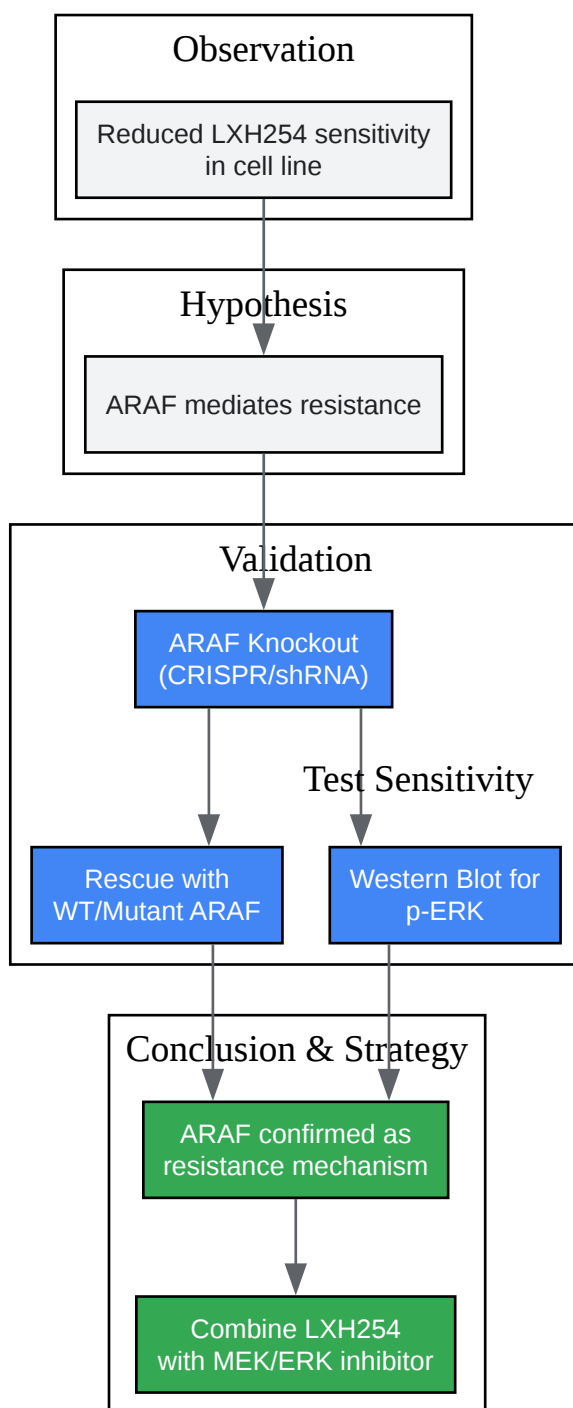 Observation
Reduced LXH254 sensitivity
in cell line
Hypothesis
ARAF mediates resistance
Validation
ARAF Knockout
(CRISPR/shRNA)
Test Sensitivity
Rescue with
WT/Mutant ARAF
Western Blot for
p-ERK
Conclusion & Strategy
ARAF confirmed as
resistance mechanism
Combine LXH254
with MEK/ERK inhibitor